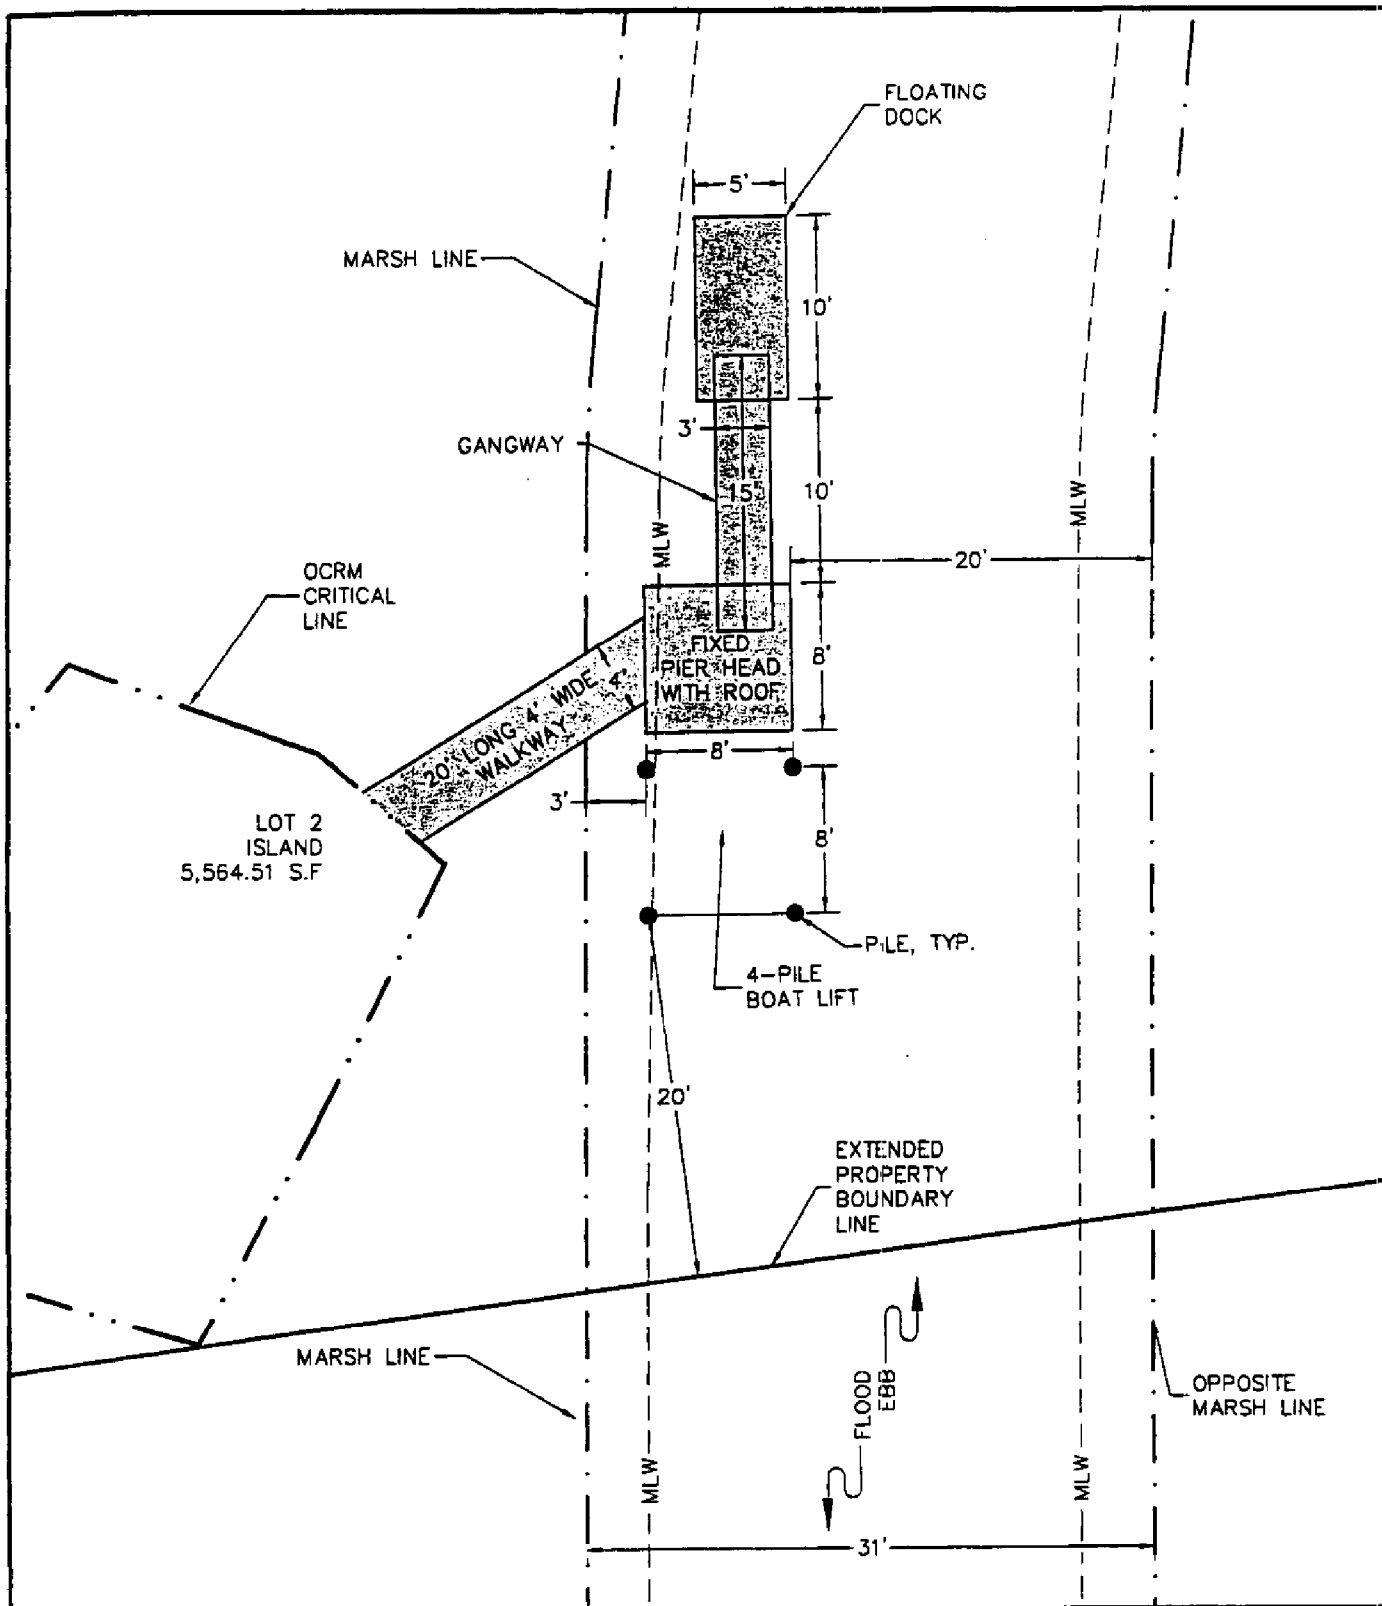 FLOATING
DOCK
5'
MARSH LINE
10'
3'
GANGWAY
15'
10'
MLW
MLW
20'
OCRM
CRITICAL
LINE
FIXED
PIER HEAD
WITH ROOF
8'
4'
20' LONG 4' WIDE
WALKWAY
8'
3'
8'
LOT 2
ISLAND
5,564.51 S.F
PILE, TYP.
4-PILE
BOAT LIFT
20'
EXTENDED
PROPERTY
BOUNDARY
LINE
MARSH LINE
FLOOD
EBB
OPPOSITE
MARSH LINE
MLW
MLW
31'